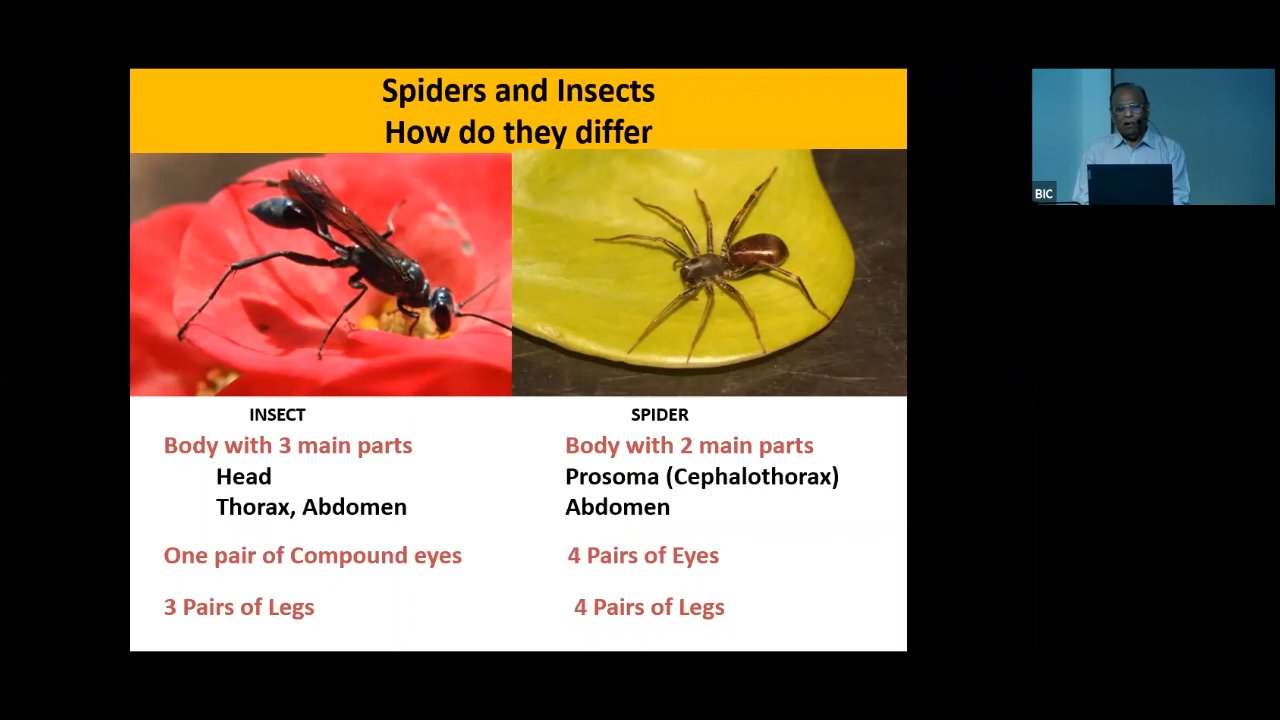 Spiders and Insects
How do they differ
BIC
INSECT
SPIDER
Body with 3 main parts
Body with 2 main parts
Head
Prosoma (Cephalothorax)
Thorax, Abdomen
Abdomen
One pair of Compound eyes
4 Pairs of Eyes
3 Pairs of Legs
4 Pairs of Legs